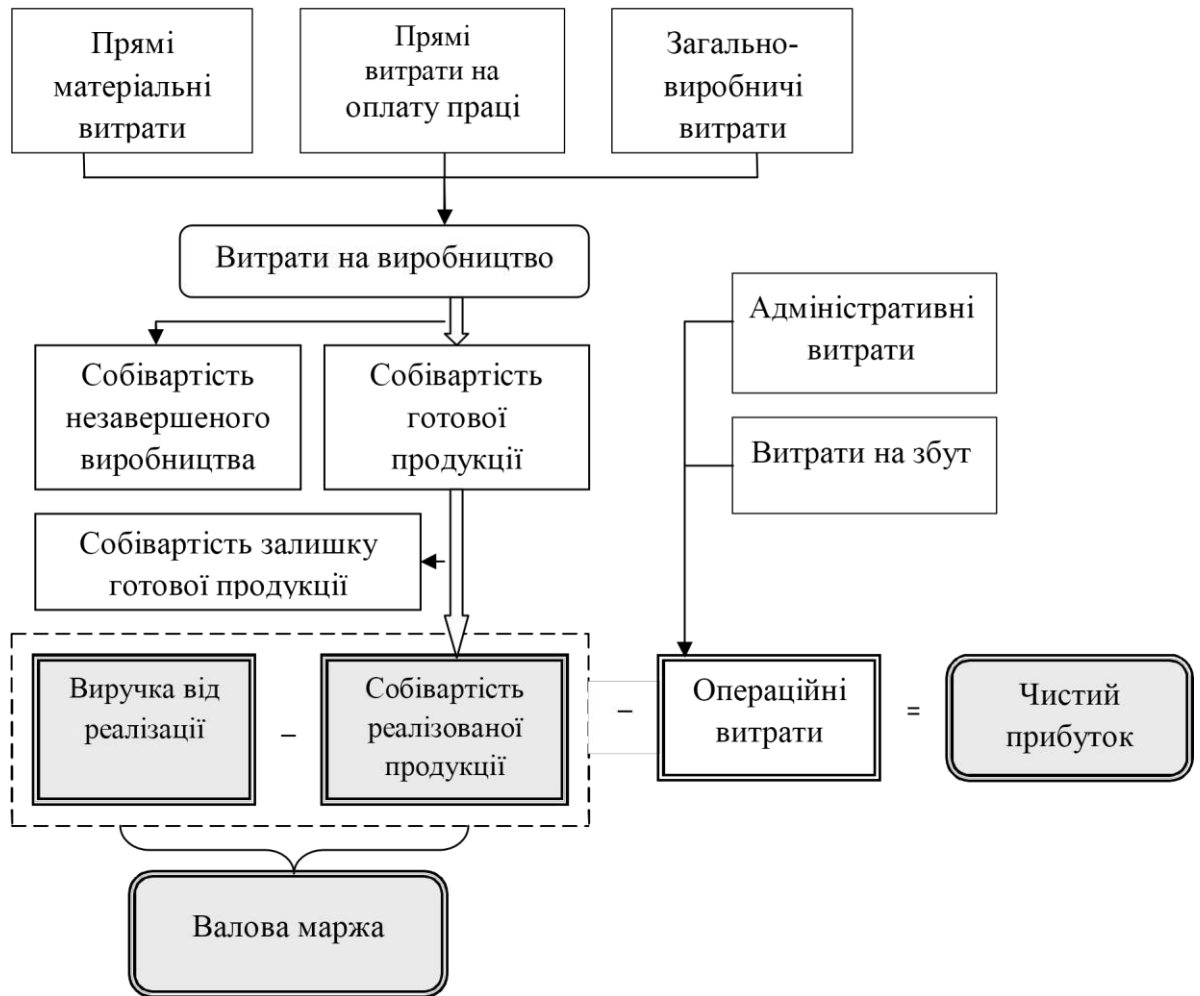 Прямі
матеріальні
витрати
Прямі
витрати на
оплату праці
Загально-
виробничі
витрати
Витрати на виробництво
Адміністративні
витрати
Собівартість
незавершеного
виробництва
Собівартість
готової
продукції
Витрати на збут
Собівартість залишку
готової продукції
Виручка від
реалізації
–
Собівартість
реалізованої
продукції
–
Операційні
витрати
=
Чистий
прибуток
Валова маржа